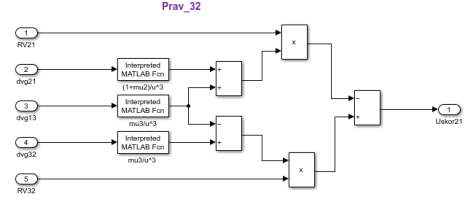 Prav_32
1
RV21
2
dvg21
Interpreted
MATLAB Fcn
(1+mu2)/u^3
3
dvg13
Interpreted
MATLAB Fcn
mu3/u^3
4
dvg32
Interpreted
MATLAB Fcn
mu3/u^3
5
RV32
+
+
−
+
x
x
−
+
1
Uskor21